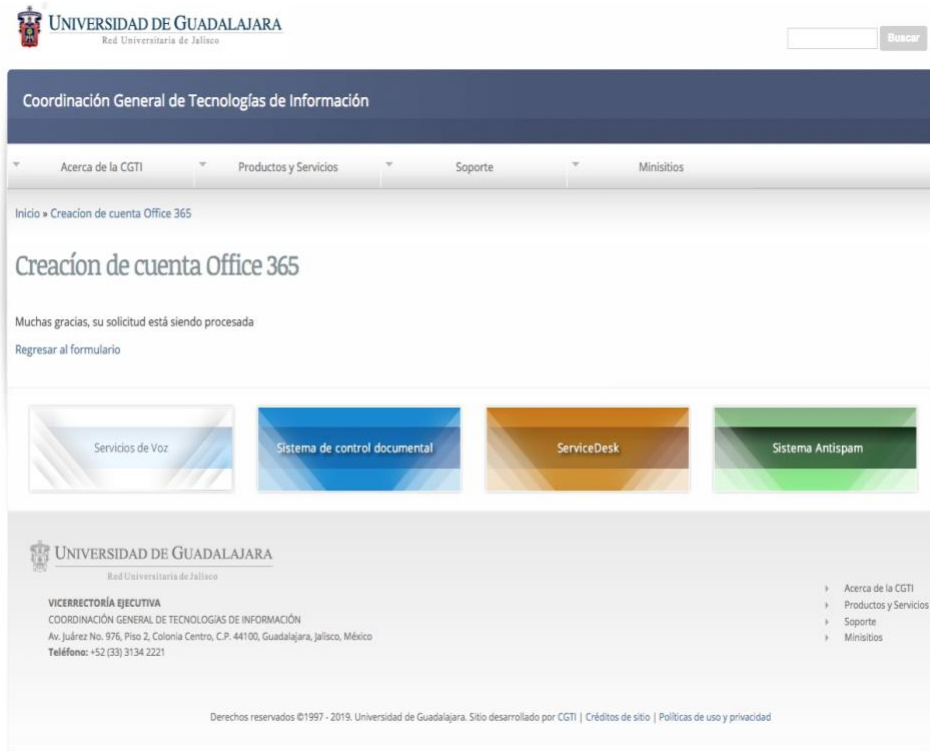 UNIVERSIDAD DE GUADALAJARA
Red Universitaria de Jalisco
Buscar
Coordinación General de Tecnologías de Información
Acerca de la CGTI Productos y Servicios Soporte Minisitios
Inicio » Creacíon de cuenta Office 365
Creacíon de cuenta Office 365
Muchas gracias, su solicitud está siendo procesada
Regresar al formulario
Servicios de Voz Sistema de control documental ServiceDesk Sistema Antispam
UNIVERSIDAD DE GUADALAJARA
Red Universitaria de Jalisco
VICERRECTORÍA EJECUTIVA
COORDINACIÓN GENERAL DE TECNOLOGÍAS DE INFORMACIÓN
Av. Juárez No. 976, Piso 2, Colonia Centro, C.P. 44100, Guadalajara, Jalisco, México
Teléfono: +52 (33) 3134 2221
Acerca de la CGTI
Productos y Servicios
Soporte
Minisitios
Derechos reservados ©1997 - 2019. Universidad de Guadalajara. Sitio desarrollado por CGTI | Créditos de sitio | Políticas de uso y privacidad